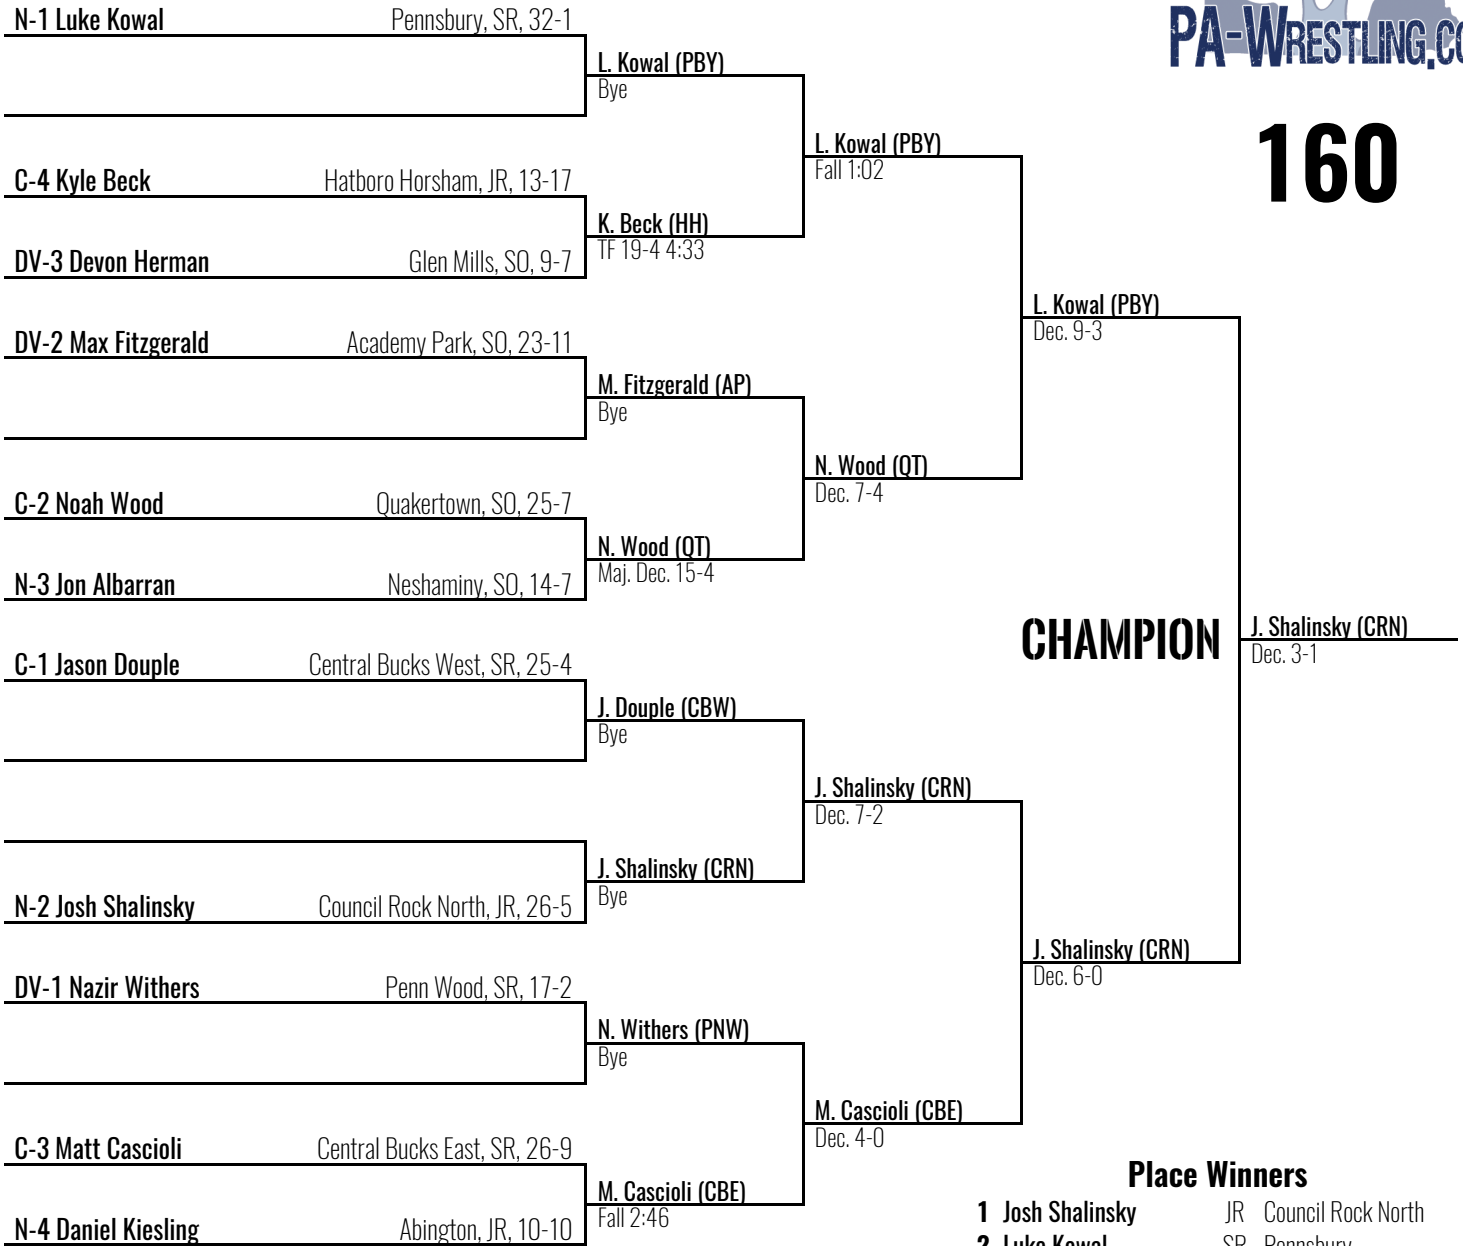 N-1 Luke Kowal Pennsbury, SR, 32-1
PA-WRESTLING.CO
L. Kowal (PBY)
Bye
160
L. Kowal (PBY)
Fall 1:02
C-4 Kyle Beck Hatboro Horsham, JR, 13-17
K. Beck (HH)
TF 19-4 4:33
DV-3 Devon Herman Glen Mills, SO, 9-7
L. Kowal (PBY)
Dec. 9-3
DV-2 Max Fitzgerald Academy Park, SO, 23-11
M. Fitzgerald (AP)
Bye
N. Wood (QT)
Dec. 7-4
C-2 Noah Wood Quakertown, SO, 25-7
N. Wood (QT)
Maj. Dec. 15-4
N-3 Jon Albarran Neshaminy, SO, 14-7
CHAMPION
J. Shalinsky (CRN)
Dec. 3-1
C-1 Jason Douple Central Bucks West, SR, 25-4
J. Douple (CBW)
Bye
J. Shalinsky (CRN)
Dec. 7-2
J. Shalinsky (CRN)
Bye
N-2 Josh Shalinsky Council Rock North, JR, 26-5
J. Shalinsky (CRN)
Dec. 6-0
DV-1 Nazir Withers Penn Wood, SR, 17-2
N. Withers (PNW)
Bye
M. Cascioli (CBE)
Dec. 4-0
C-3 Matt Cascioli Central Bucks East, SR, 26-9
M. Cascioli (CBE)
Fall 2:46
N-4 Daniel Kiesling Abington, JR, 10-10
Place Winners
1 Josh Shalinsky JR Council Rock North
2 Luke Kowal SR Pennsbury